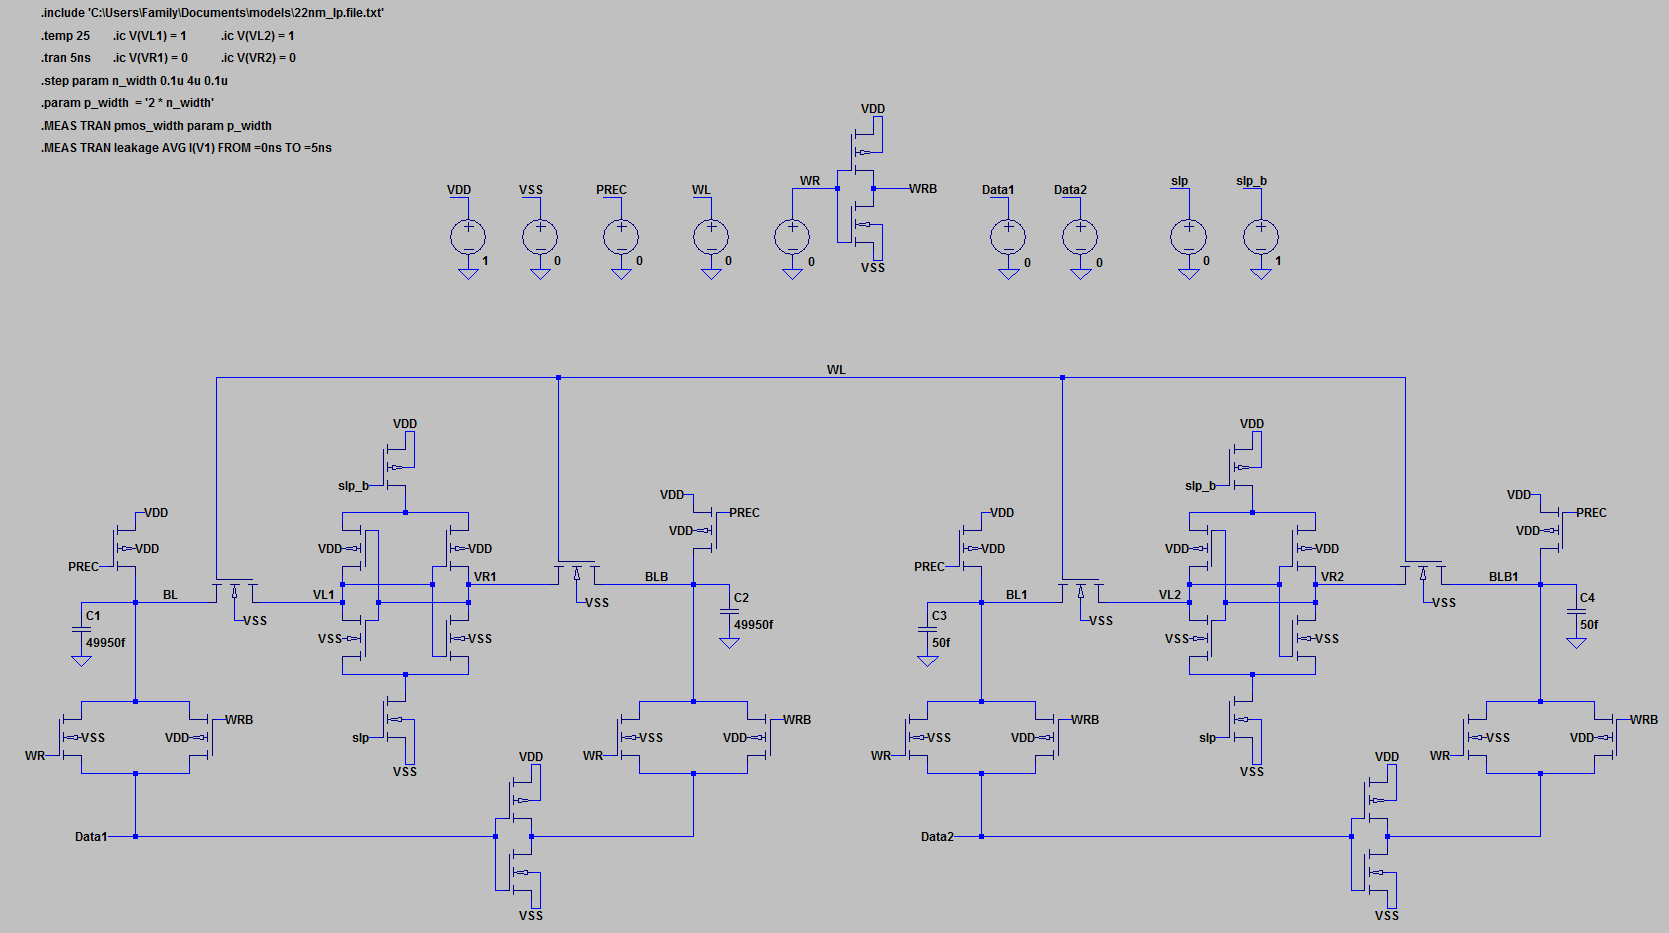 .include 'C:\Users\Family\Documents\models\22nm_lp.file.txt'
.temp 25 .ic V(VL1) = 1 .ic V(VL2) = 1
.tran 5ns .ic V(VR1) = 0 .ic V(VR2) = 0
.step param n_width 0.1u 4u 0.1u
.param p_width = '2 * n_width'
.MEAS TRAN pmos_width param p_width
.MEAS TRAN leakage AVG I(V1) FROM =0ns TO =5ns
VDD
VDD VSS PREC WL WR WRB Data1 Data2 slp slp_b
1 0 0 0 0 VSS 0 0 0 1
WL
VDD VDD
slp_b slp_b
VDD VDD
VDD PREC VDD PREC
VDD VDD VDD VDD
VDD VDD VDD VDD VDD VDD
PREC VR1 BLB PREC VR2 BLB1
BL VL1 VSS C2 BL1 VL2 VSS C4
C1 VSS 49950f C3 VSS 50f
49950f VSS VSS 50f VSS VSS
WRB WRB WRB WRB
VSS VDD slp VSS VDD VSS VDD slp VSS VDD
WR VDD WR WR VDD WR
VSS VSS
Data1 Data2
VSS VSS